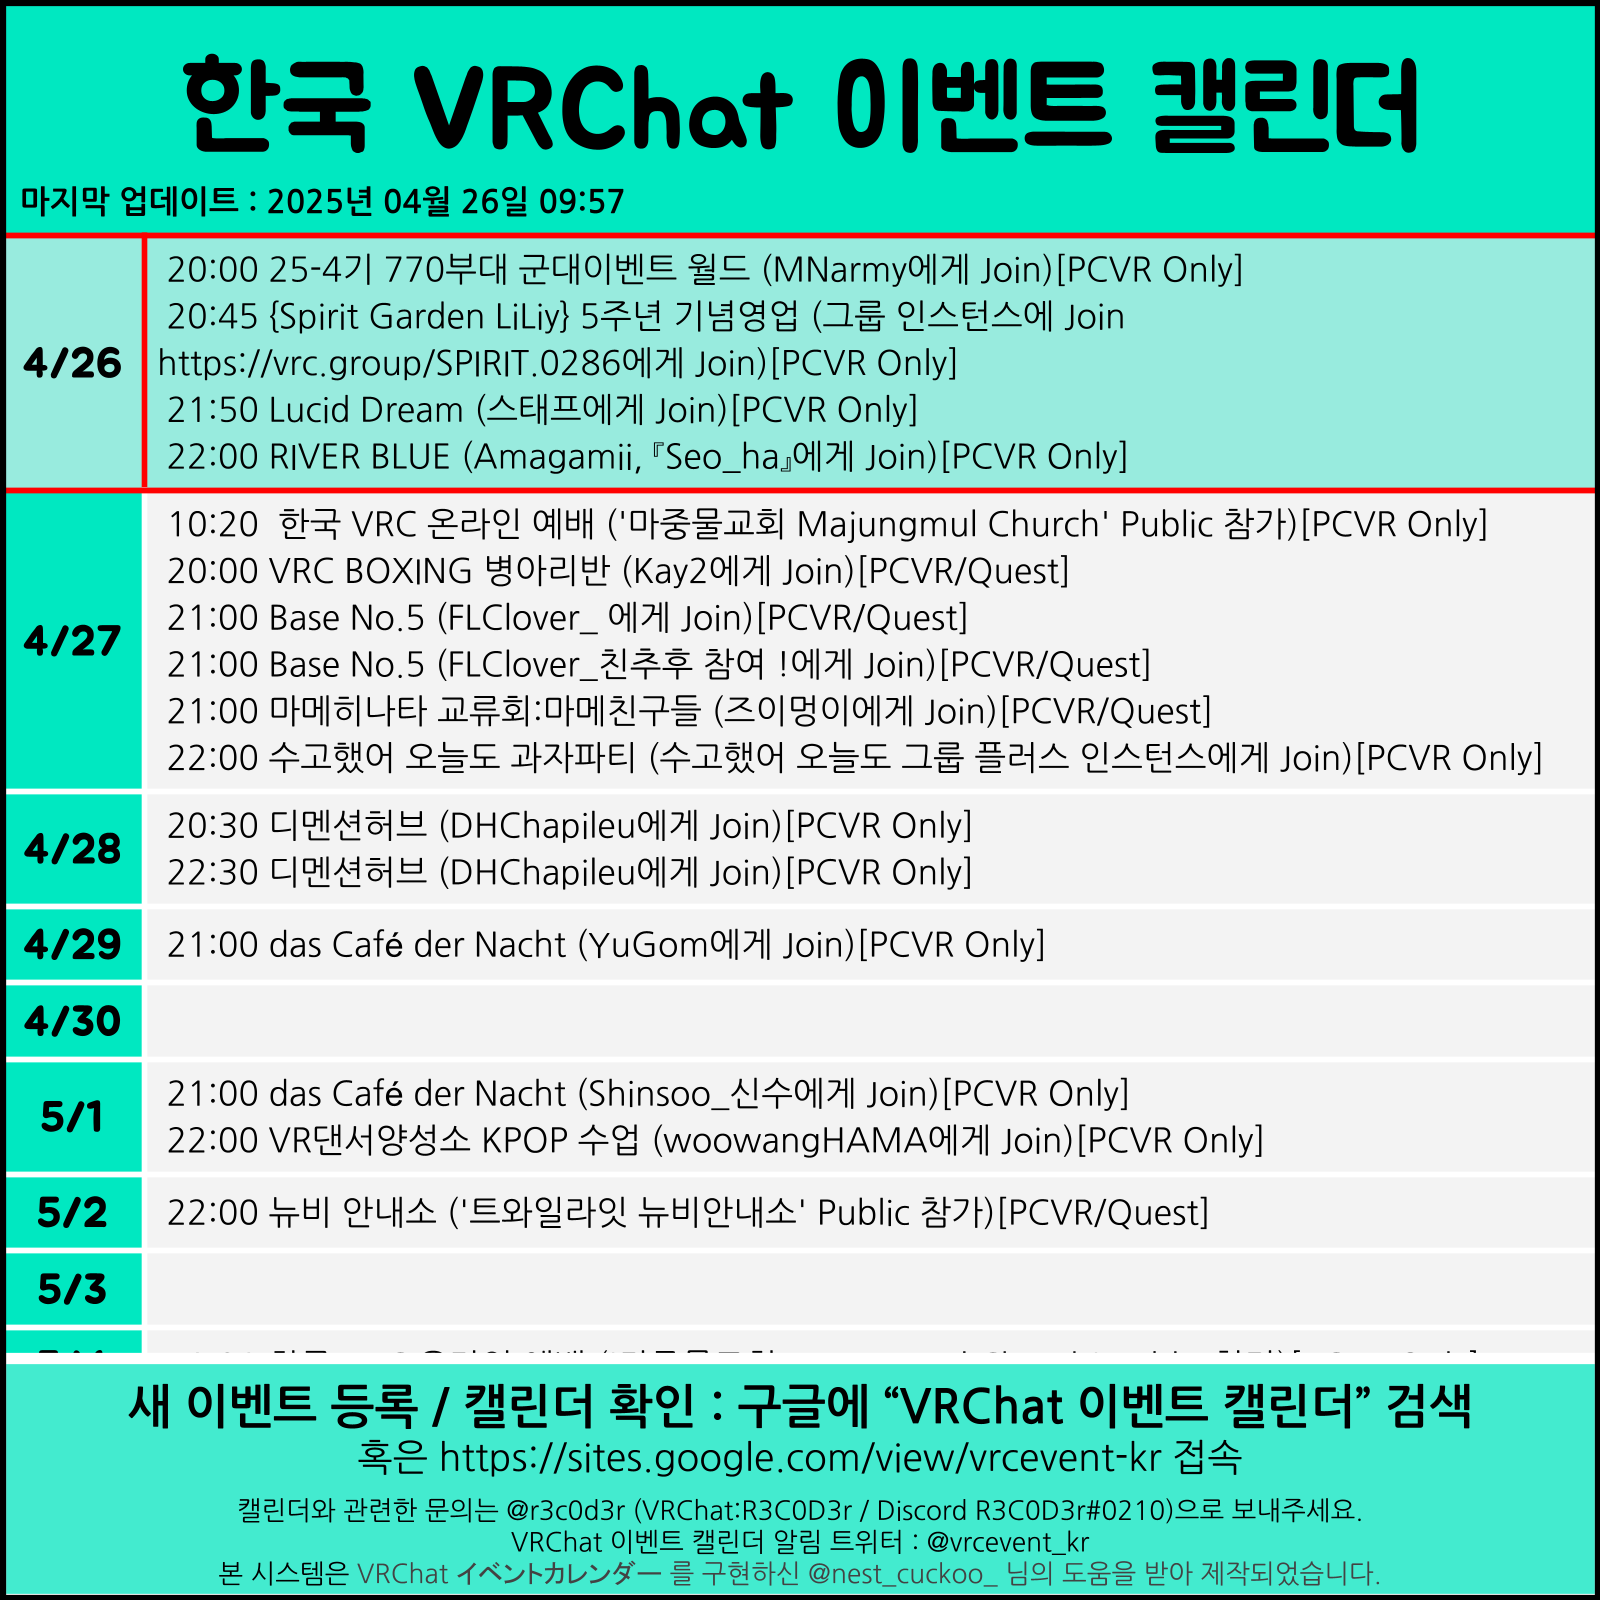 한국 VRChat 이벤트 캘린더
마지막 업데이트 : 2025년 04월 26일 09:57
4/26
20:00 25-4기 770부대 군대이벤트 월드 (MNarmy에게 Join)[PCVR Only]
20:45 {Spirit Garden LiLiy} 5주년 기념영업 (그룹 인스턴스에 Join
https://vrc.group/SPIRIT.0286에게 Join)[PCVR Only]
21:50 Lucid Dream (스태프에게 Join)[PCVR Only]
22:00 RIVER BLUE (Amagamii, 『Seo_ha』에게 Join)[PCVR Only]
4/27
10:20  한국 VRC 온라인 예배 ('마중물교회 Majungmul Church' Public 참가)[PCVR Only]
20:00 VRC BOXING 병아리반 (Kay2에게 Join)[PCVR/Quest]
21:00 Base No.5 (FLClover_ 에게 Join)[PCVR/Quest]
21:00 Base No.5 (FLClover_친추후 참여 !에게 Join)[PCVR/Quest]
21:00 마메히나타 교류회:마메친구들 (즈이멍이에게 Join)[PCVR/Quest]
22:00 수고했어 오늘도 과자파티 (수고했어 오늘도 그룹 플러스 인스턴스에게 Join)[PCVR Only]
4/28
20:30 디멘션허브 (DHChapileu에게 Join)[PCVR Only]
22:30 디멘션허브 (DHChapileu에게 Join)[PCVR Only]
4/29
21:00 das Café der Nacht (YuGom에게 Join)[PCVR Only]
4/30
5/1
21:00 das Café der Nacht (Shinsoo_신수에게 Join)[PCVR Only]
22:00 VR댄서양성소 KPOP 수업 (woowangHAMA에게 Join)[PCVR Only]
5/2
22:00 뉴비 안내소 ('트와일라잇 뉴비안내소' Public 참가)[PCVR/Quest]
5/3
새 이벤트 등록 / 캘린더 확인 : 구글에 “VRChat 이벤트 캘린더” 검색
혹은 https://sites.google.com/view/vrcevent-kr 접속
캘린더와 관련한 문의는 @r3c0d3r (VRChat:R3C0D3r / Discord R3C0D3r#0210)으로 보내주세요.
VRChat 이벤트 캘린더 알림 트위터 : @vrcevent_kr
본 시스템은 VRChat イベントカレンダー 를 구현하신 @nest_cuckoo_ 님의 도움을 받아 제작되었습니다.